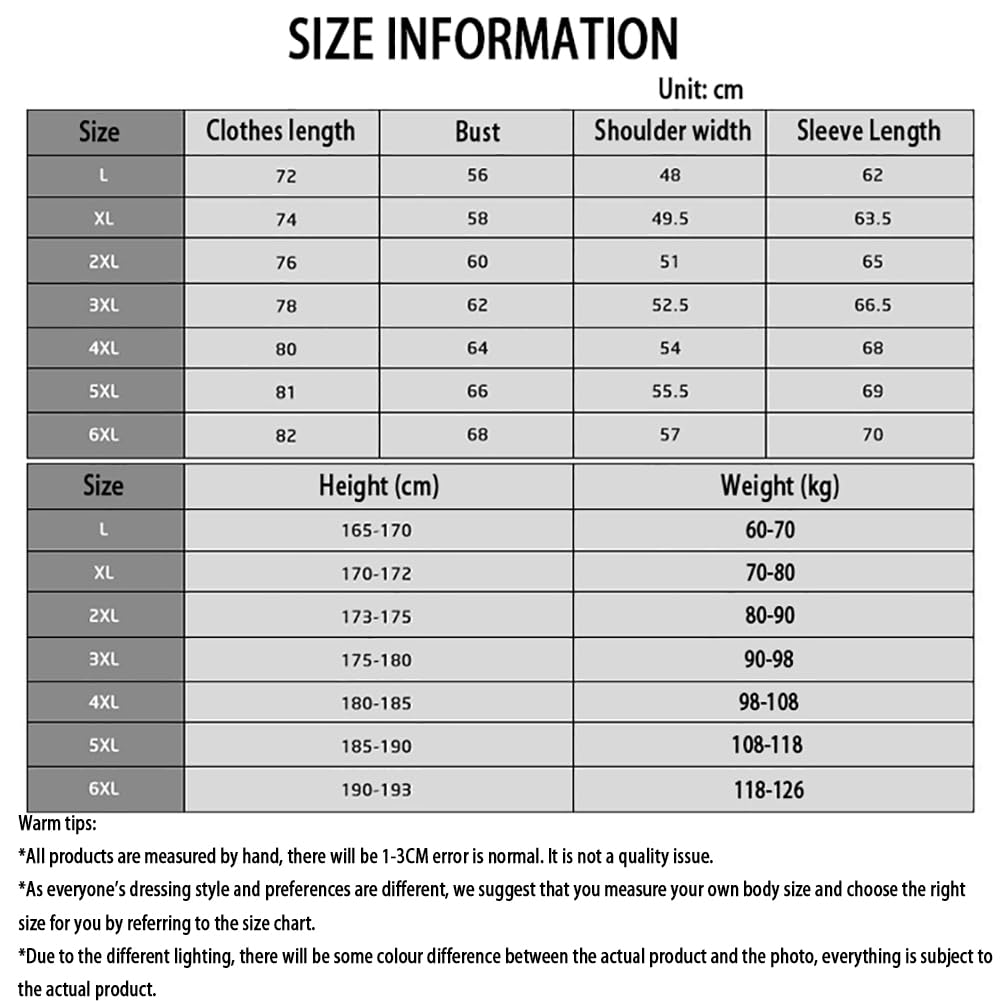 SIZE INFORMATION
Unit: cm
Size Clothes length Bust Shoulder width Sleeve Length
L 72 56 48 62
XL 74 58 49.5 63.5
2XL 76 60 51 65
3XL 78 62 52.5 66.5
4XL 80 64 54 68
5XL 81 66 55.5 69
6XL 82 68 57 70
Size Height (cm) Weight (kg)
L 165-170 60-70
XL 170-172 70-80
2XL 173-175 80-90
3XL 175-180 90-98
4XL 180-185 98-108
5XL 185-190 108-118
6XL 190-193 118-126
Warm tips:
*All products are measured by hand, there will be 1-3CM error is normal. It is not a quality issue.
*As everyone's dressing style and preferences are different, we suggest that you measure your own body size and choose the right
size for you by referring to the size chart.
*Due to the different lighting, there will be some colour difference between the actual product and the photo, everything is subject to
the actual product.